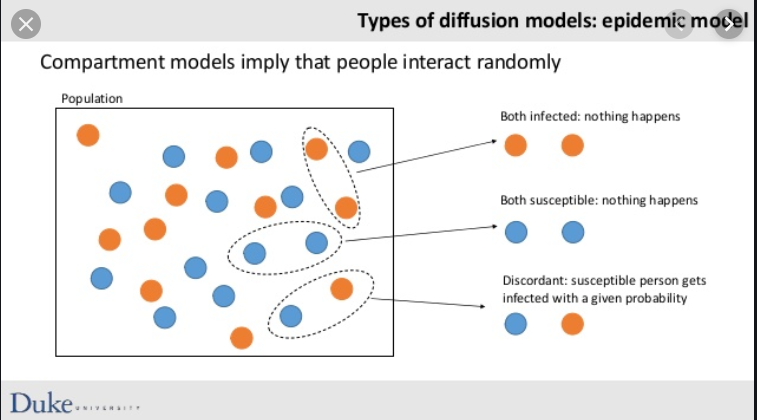 Types of diffusion models: epidemic model
Compartment models imply that people interact randomly
Population
Both infected: nothing happens
Both susceptible: nothing happens
Discordant: susceptible person gets
infected with a given probability
Duke UNIVERSITY